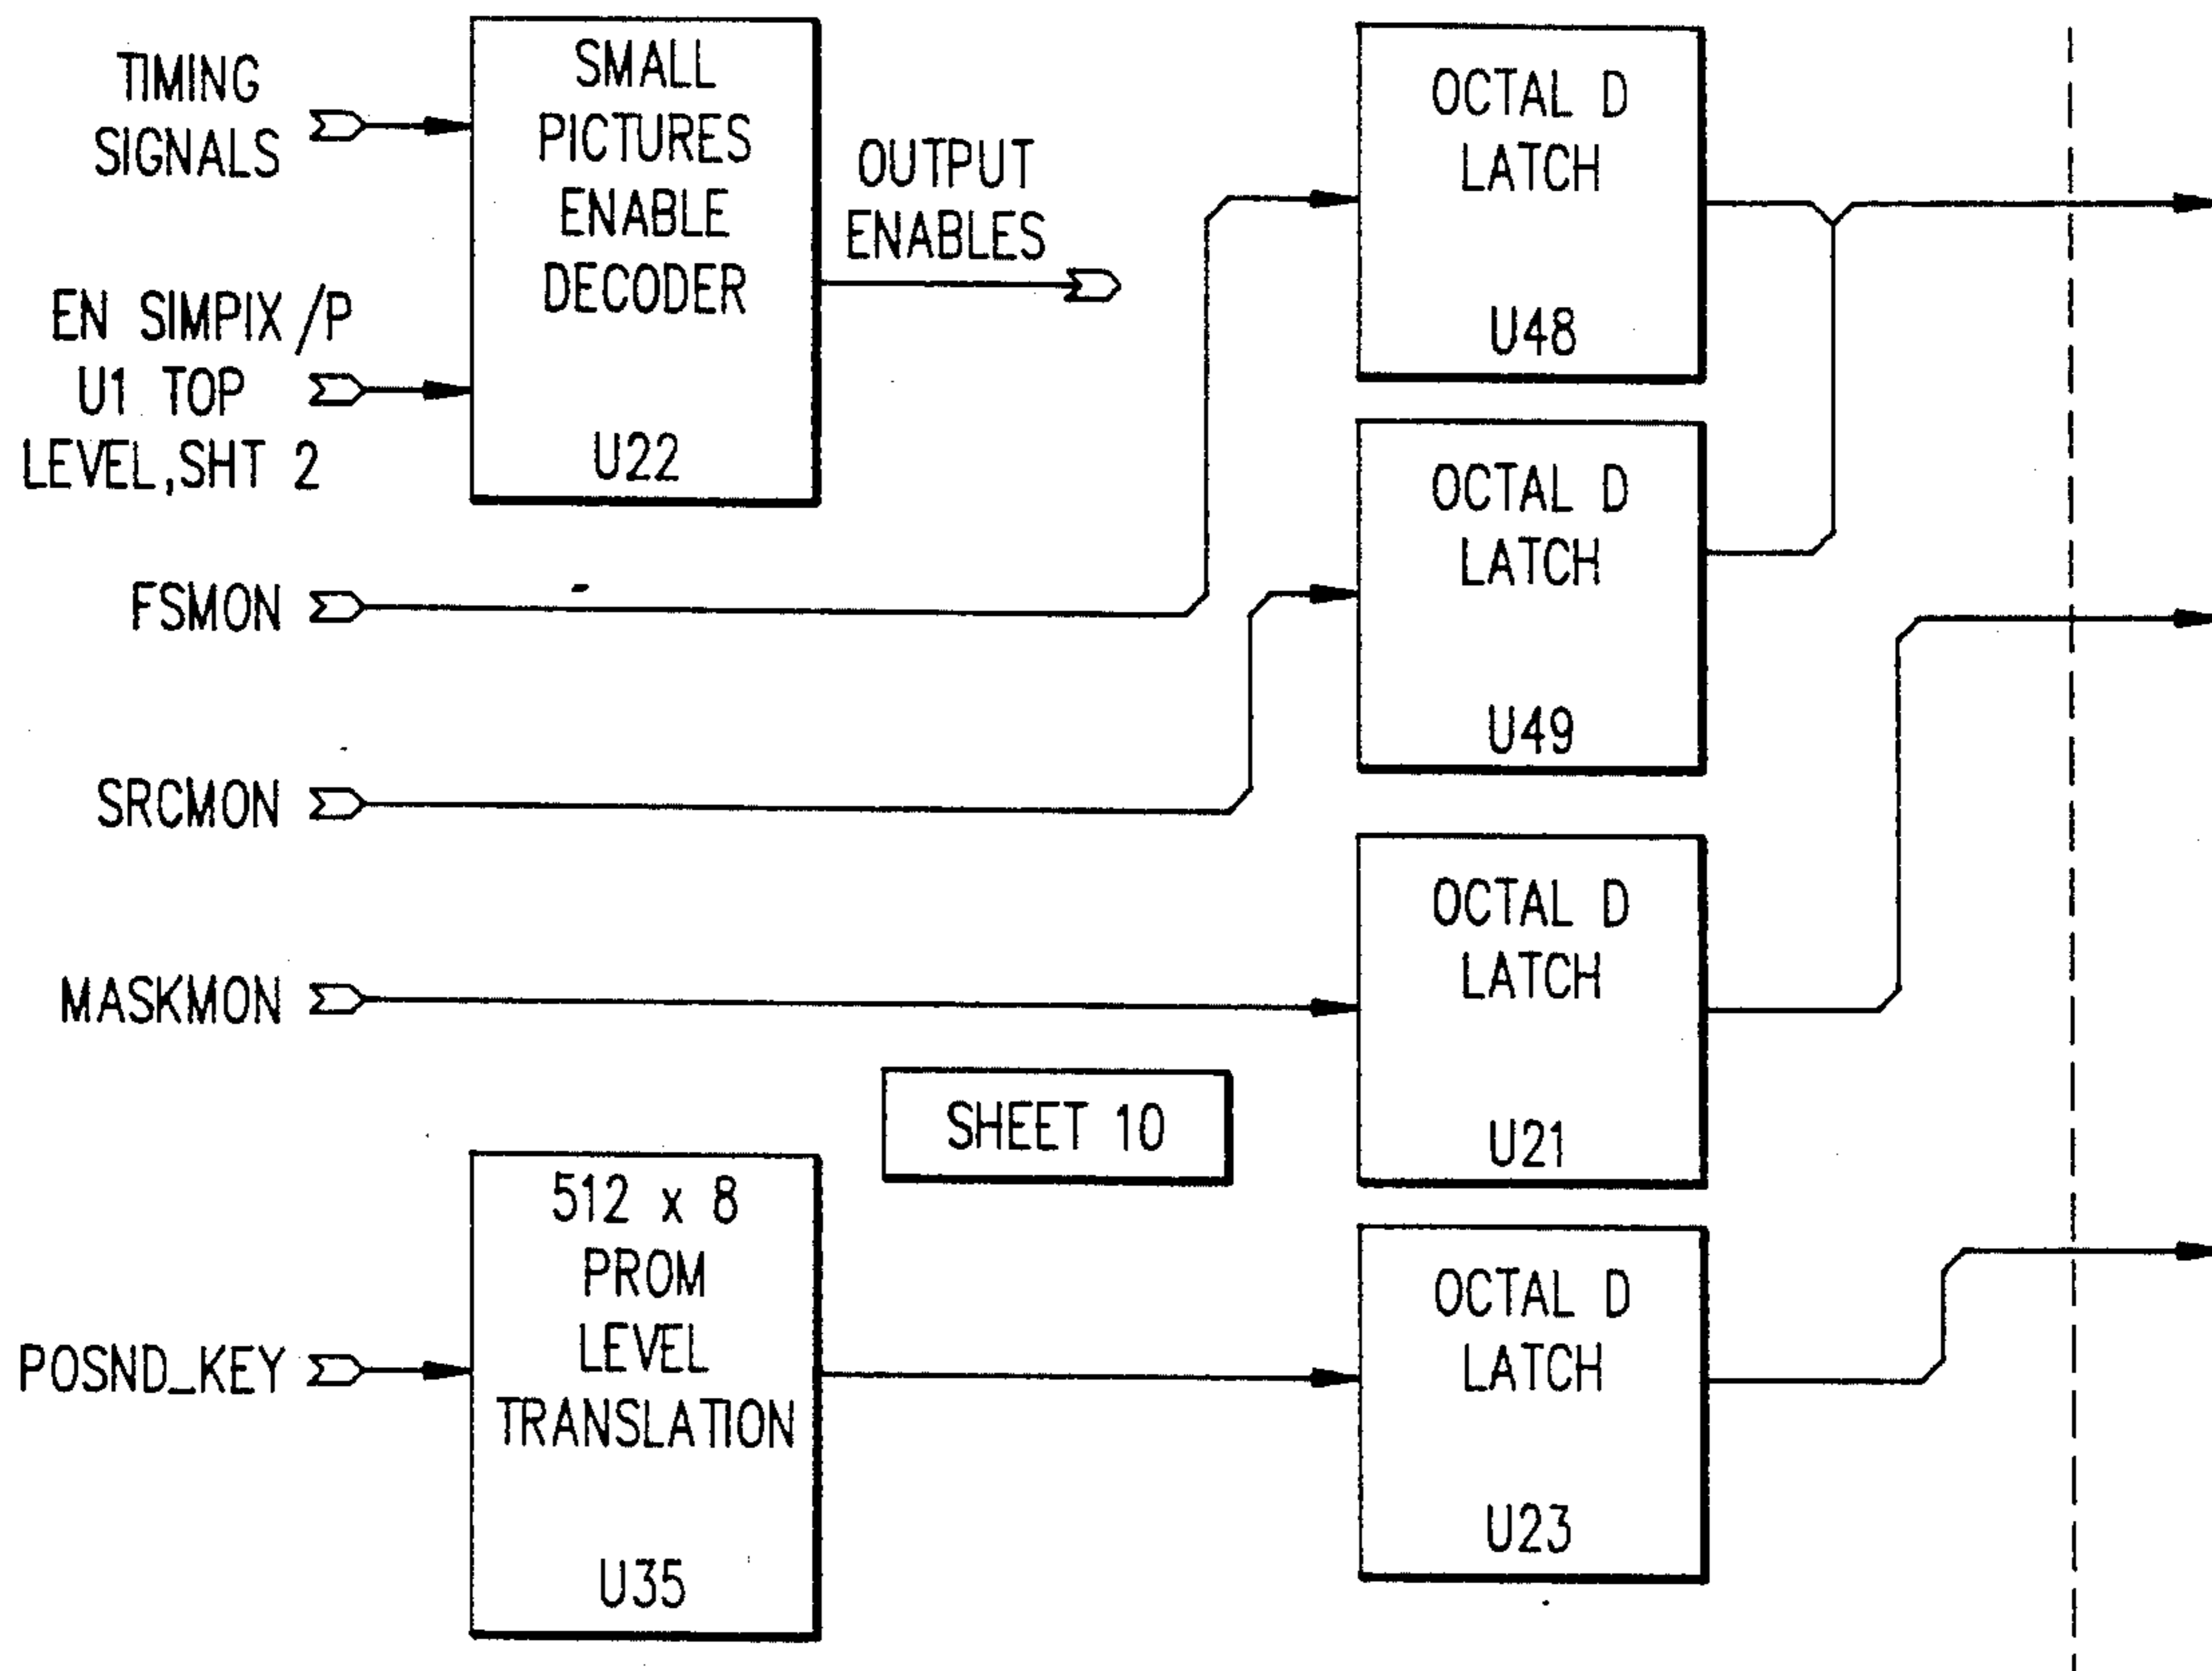 TIMING
SIGNALS
EN SIMPIX/P
U1 TOP
LEVEL,SHT 2
SMALL
PICTURES
ENABLE
DECODER
U22
OUTPUT
ENABLES
OCTAL D
LATCH
U48
FSMON
OCTAL D
LATCH
U49
SRCMON
OCTAL D
LATCH
U21
MASKMON
SHEET 10
POSND_KEY
512 x 8
PROM
LEVEL
TRANSLATION
U35
OCTAL D
LATCH
U23